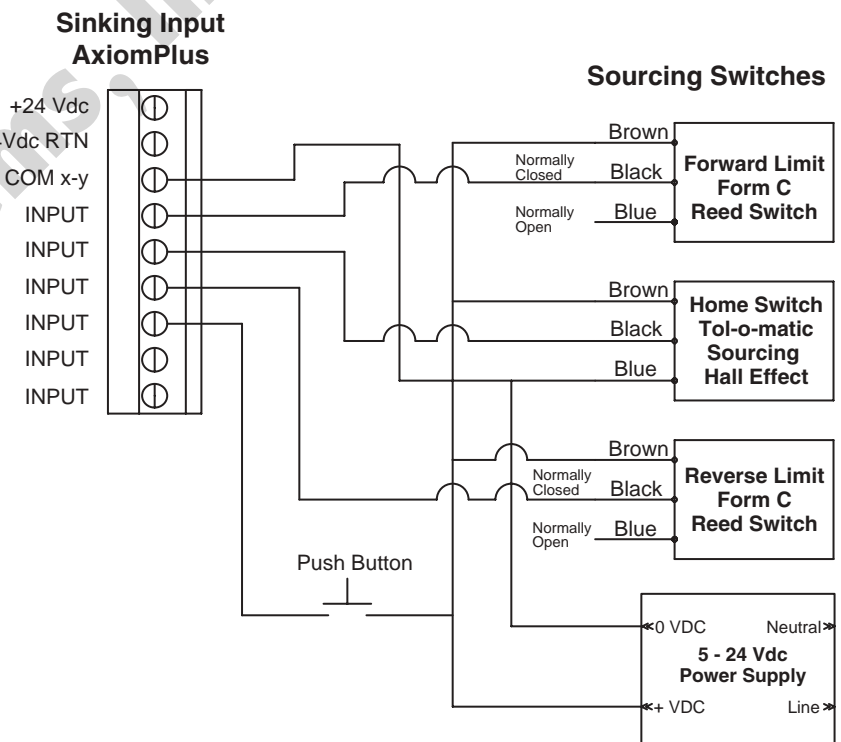 Sinking Input
AxiomPlus
Sourcing Switches
+24 Vdc
Vdc RTN
COM x-y
INPUT
INPUT
INPUT
INPUT
INPUT
INPUT
Brown
Normally
Closed
Black
Normally
Open
Blue
Forward Limit
Form C
Reed Switch
Brown
Black
Blue
Home Switch
Tol-o-matic
Sourcing
Hall Effect
Brown
Normally
Closed
Black
Normally
Open
Blue
Reverse Limit
Form C
Reed Switch
Push Button
0 VDC
Neutral
5 - 24 Vdc
Power Supply
+ VDC
Line